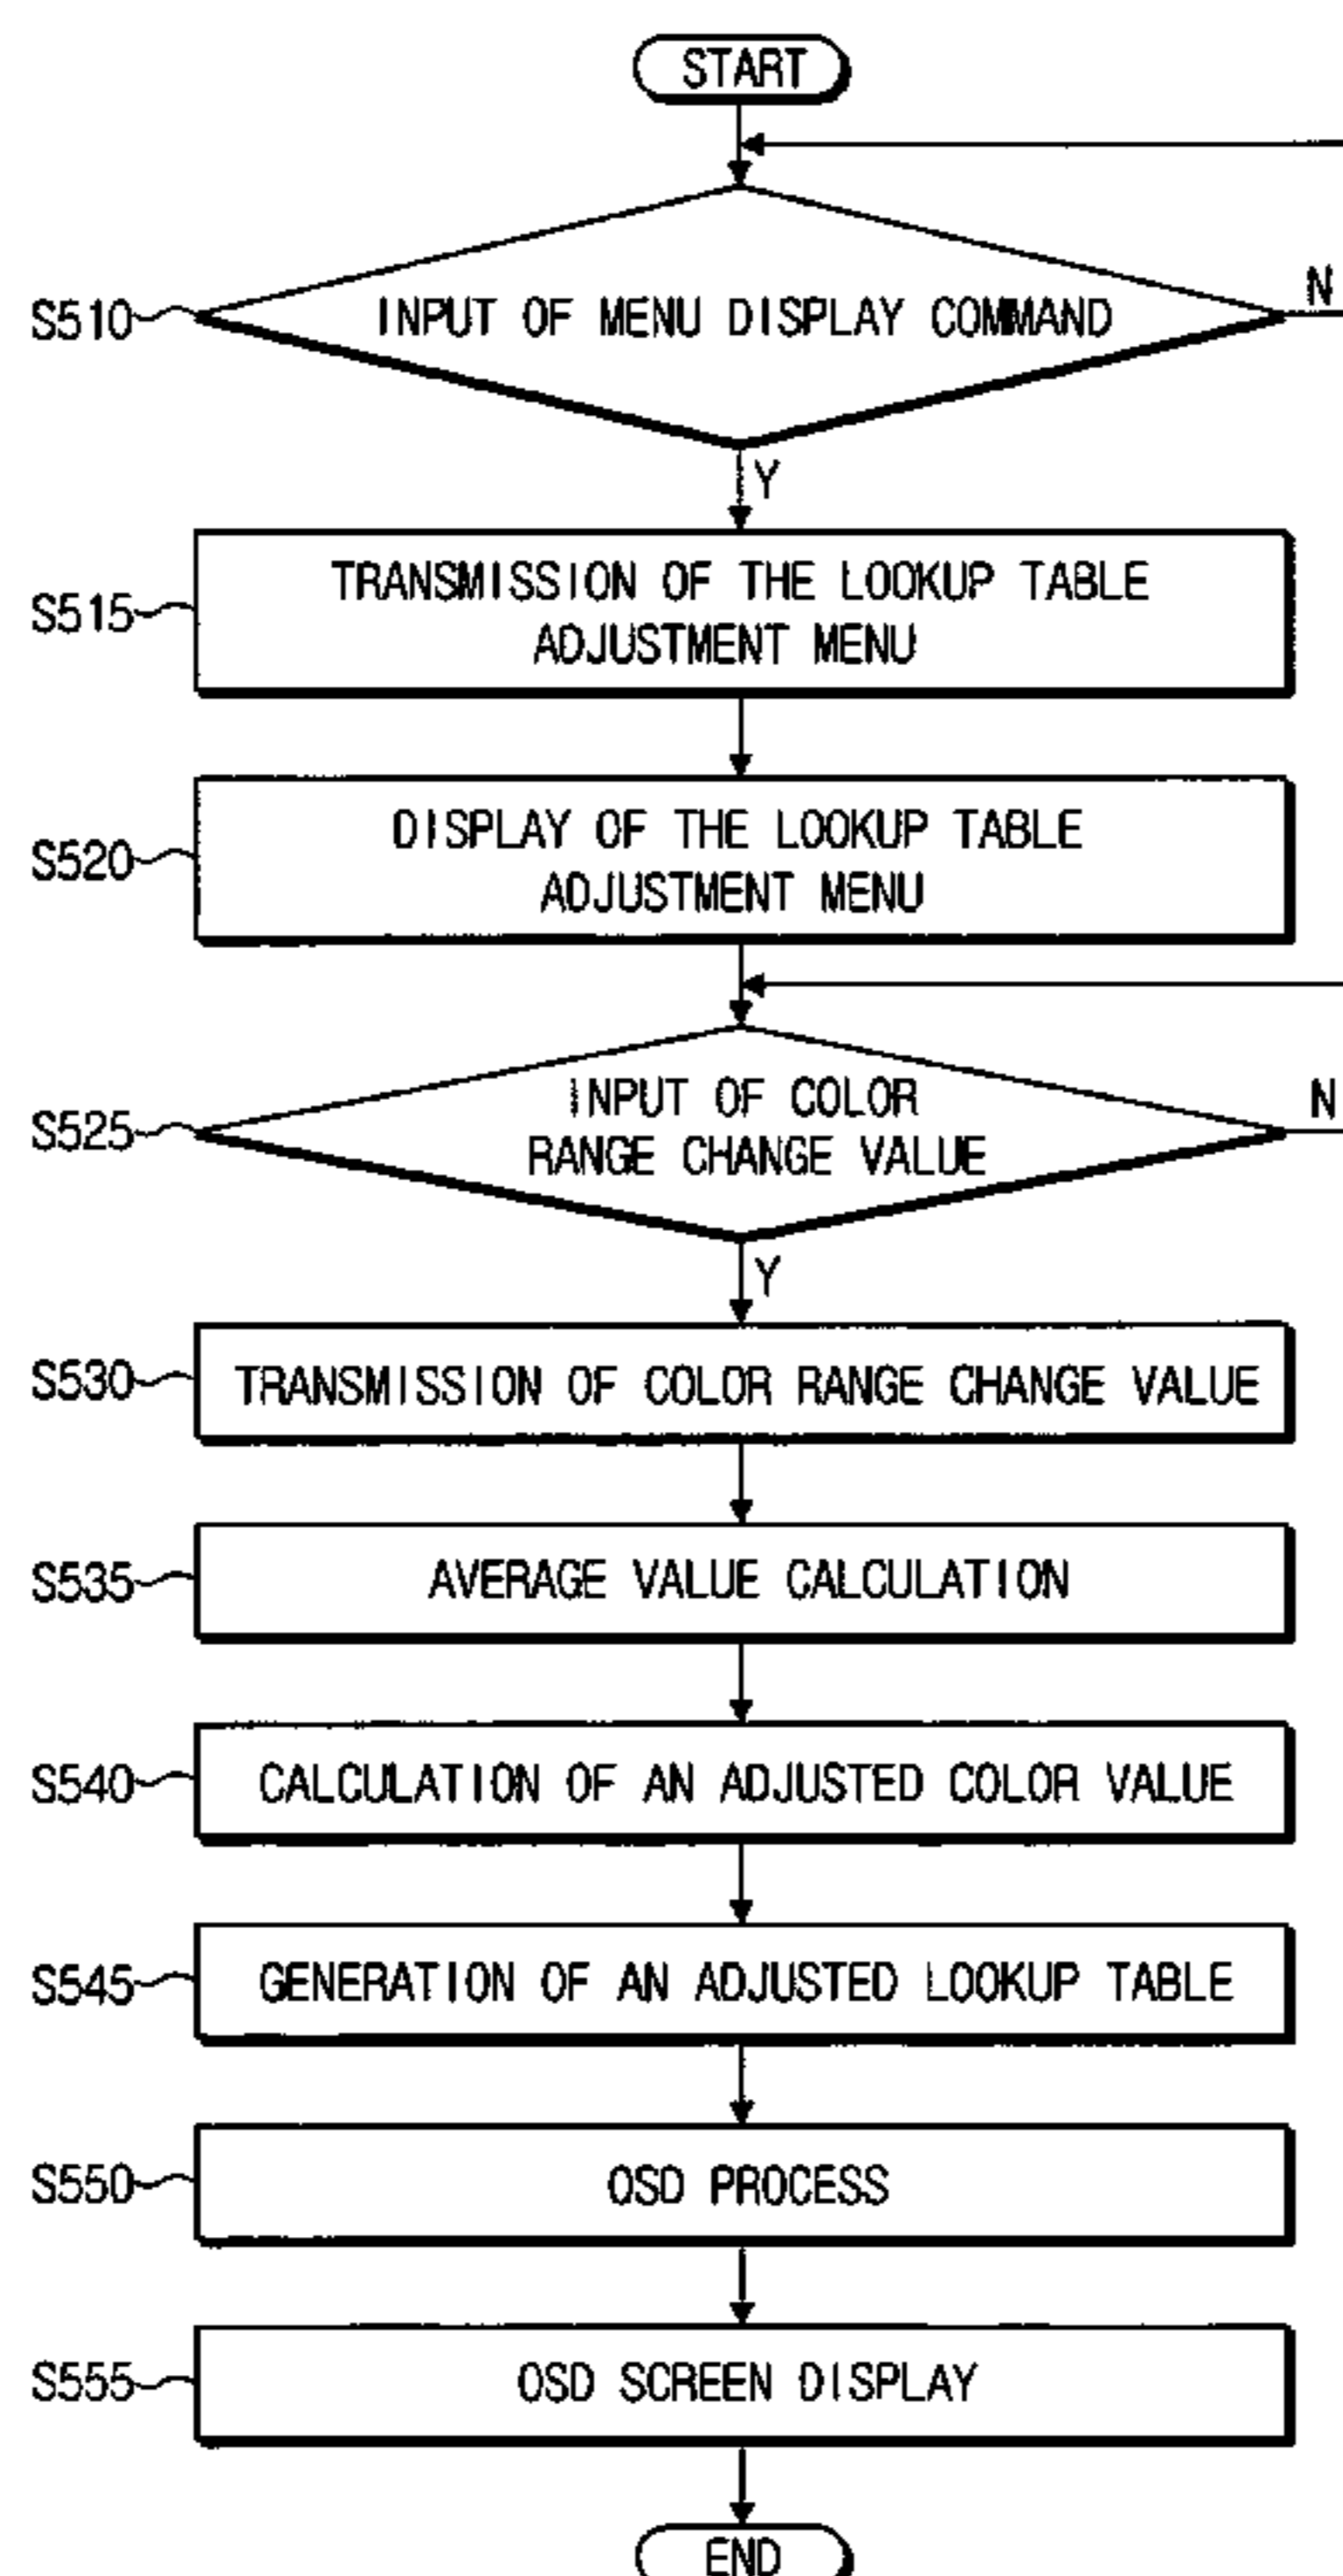 START
S510
INPUT OF MENU DISPLAY COMMAND
N
Y
S515
TRANSMISSION OF THE LOOKUP TABLE
ADJUSTMENT MENU
S520
DISPLAY OF THE LOOKUP TABLE
ADJUSTMENT MENU
S525
INPUT OF COLOR
RANGE CHANGE VALUE
N
Y
S530
TRANSMISSION OF COLOR RANGE CHANGE VALUE
S535
AVERAGE VALUE CALCULATION
S540
CALCULATION OF AN ADJUSTED COLOR VALUE
S545
GENERATION OF AN ADJUSTED LOOKUP TABLE
S550
OSD PROCESS
S555
OSD SCREEN DISPLAY
END